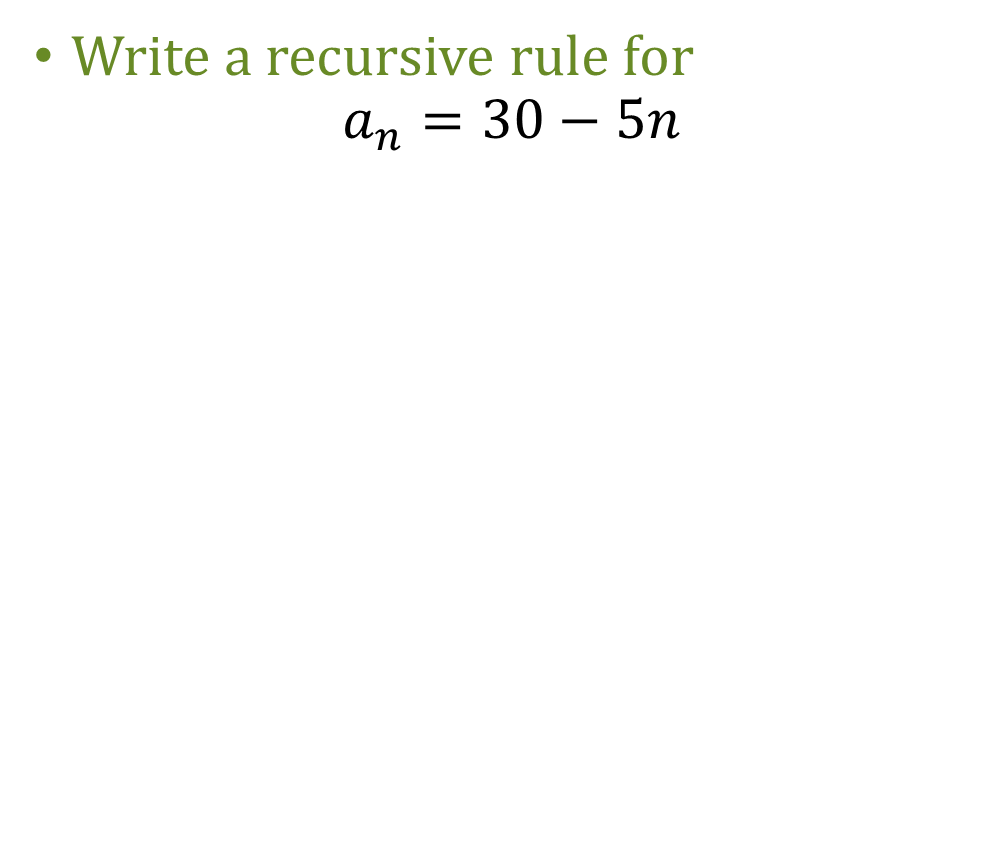 • Write a recursive rule for
aₙ = 30 − 5n